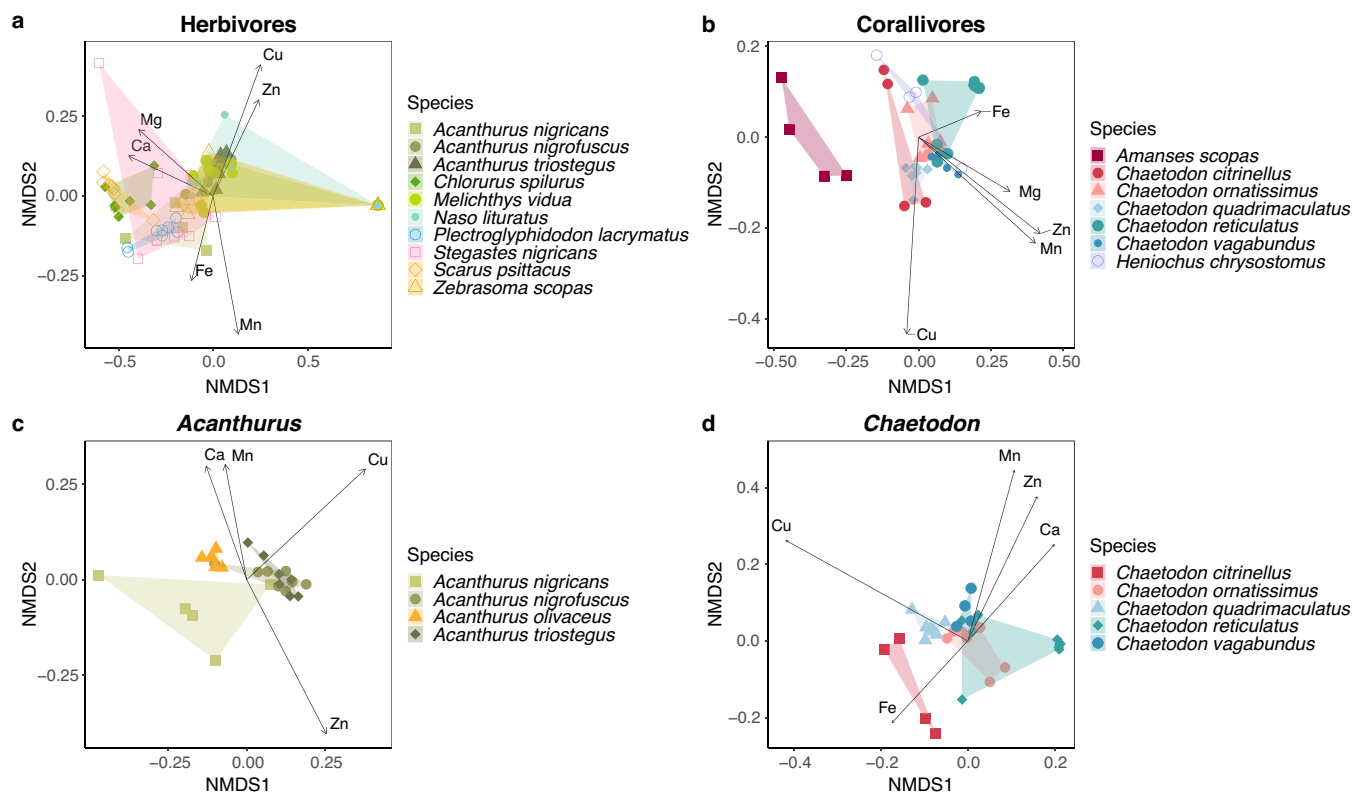 a Herbivores
Cu
Zn
Mg
Ca
Fe
Mn
0.25
0.00
−0.25
−0.5 0.0 0.5
NMDS1
NMDS2
Species
Acanthurus nigricans
Acanthurus nigrofuscus
Acanthurus triostegus
Chlorurus spilurus
Melichthys vidua
Naso lituratus
Plectroglyphidodon lacrymatus
Stegastes nigricans
Scarus psittacus
Zebrasoma scopas
b Corallivores
Fe
Mg
Zn
Mn
Cu
0.2
0.0
−0.2
−0.4
−0.50 −0.25 0.00 0.25 0.50
NMDS1
NMDS2
Species
Amanses scopas
Chaetodon citrinellus
Chaetodon ornatissimus
Chaetodon quadrimaculatus
Chaetodon reticulatus
Chaetodon vagabundus
Heniochus chrysostomus
c Acanthurus
Ca Mn
Cu
Zn
0.25
0.00
−0.25
−0.25 0.00 0.25
NMDS1
NMDS2
Species
Acanthurus nigricans
Acanthurus nigrofuscus
Acanthurus olivaceus
Acanthurus triostegus
d Chaetodon
Mn
Zn
Cu
Ca
Fe
0.4
0.2
0.0
−0.2
−0.4 −0.2 0.0 0.2
NMDS1
NMDS2
Species
Chaetodon citrinellus
Chaetodon ornatissimus
Chaetodon quadrimaculatus
Chaetodon reticulatus
Chaetodon vagabundus